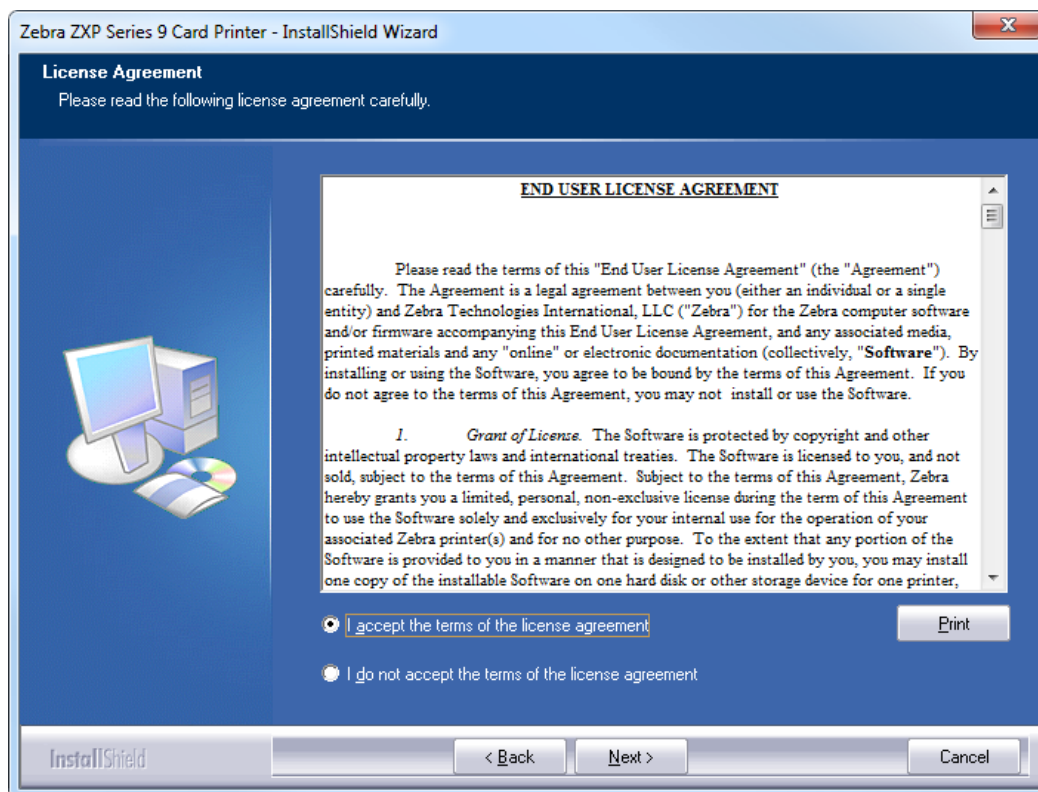 Zebra ZXP Series 9 Card Printer - InstallShield Wizard
License Agreement
Please read the following license agreement carefully.
END USER LICENSE AGREEMENT
Please read the terms of this "End User License Agreement" (the "Agreement")
carefully. The Agreement is a legal agreement between you (either an individual or a single
entity) and Zebra Technologies International, LLC ("Zebra") for the Zebra computer software
and/or firmware accompanying this End User License Agreement, and any associated media,
printed materials and any "online" or electronic documentation (collectively, "Software"). By
installing or using the Software, you agree to be bound by the terms of this Agreement. If you
do not agree to the terms of this Agreement, you may not install or use the Software.
1. Grant of License. The Software is protected by copyright and other
intellectual property laws and international treaties. The Software is licensed to you, and not
sold, subject to the terms of this Agreement. Subject to the terms of this Agreement, Zebra
hereby grants you a limited, personal, non-exclusive license during the term of this Agreement
to use the Software solely and exclusively for your internal use for the operation of your
associated Zebra printer(s) and for no other purpose. To the extent that any portion of the
Software is provided to you in a manner that is designed to be installed by you, you may install
one copy of the installable Software on one hard disk or other storage device for one printer,
I accept the terms of the license agreement
Print
I do not accept the terms of the license agreement
InstallShield
< Back
Next >
Cancel